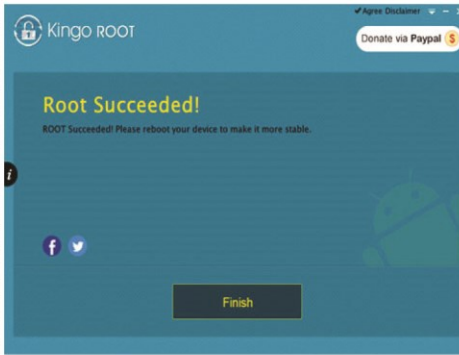 ✔Agree Disclaimer
Kingo ROOT
Donate via Paypal $
Root Succeeded!
ROOT Succeeded! Please reboot your device to make it more stable.
i
f
Finish